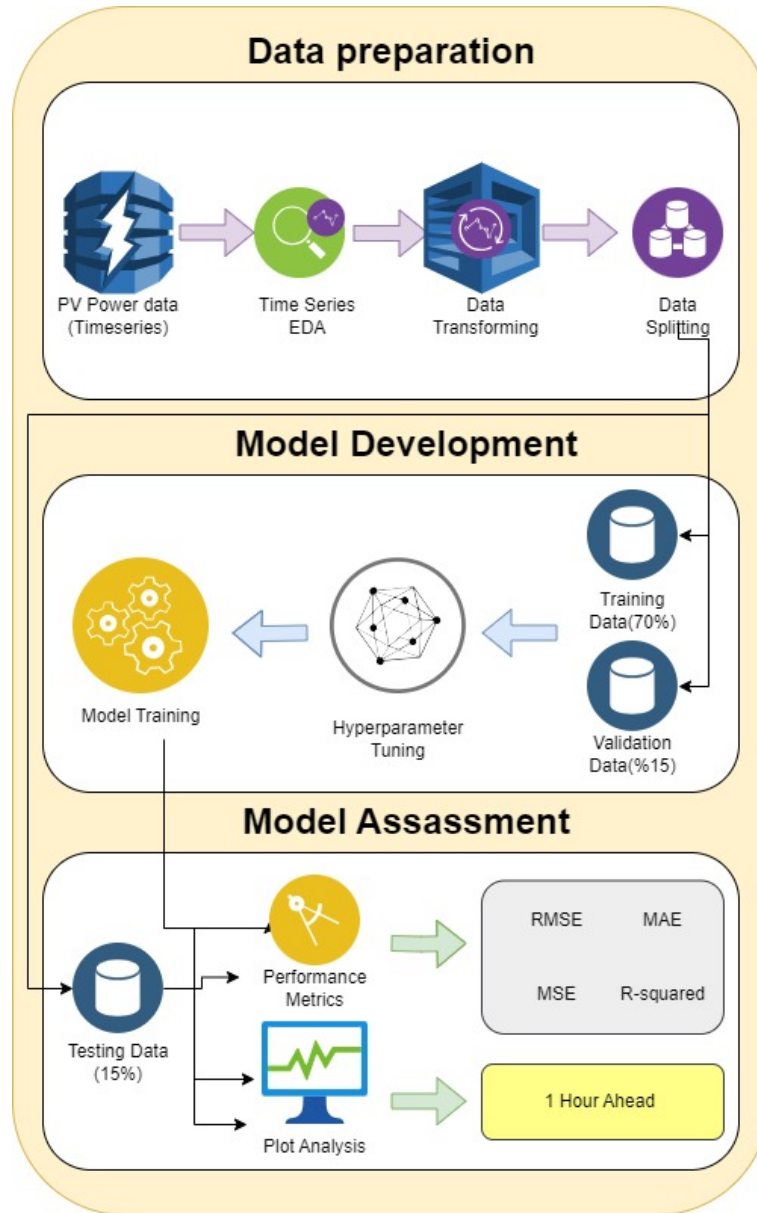 Data preparation
PV Power data
(Timeseries)
Time Series
EDA
Data
Transforming
Data
Splitting
Model Development
Training
Data(70%)
Model Training
Hyperparameter
Tuning
Validation
Data(%15)
Model Assassment
RMSE
MAE
Performance
Metrics
MSE
R-squared
Testing Data
(15%)
1 Hour Ahead
Plot Analysis